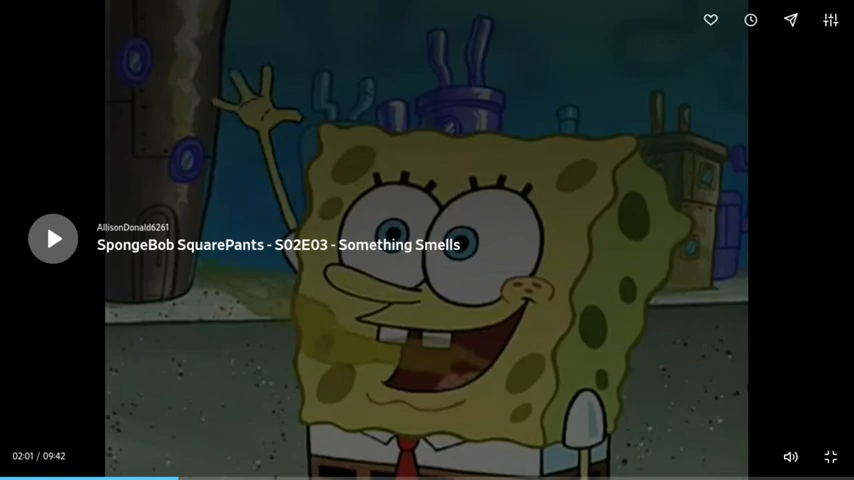 AllisonDonald6261
SpongeBob SquarePants - S02E03 - Something Smells
02:01 / 09:42